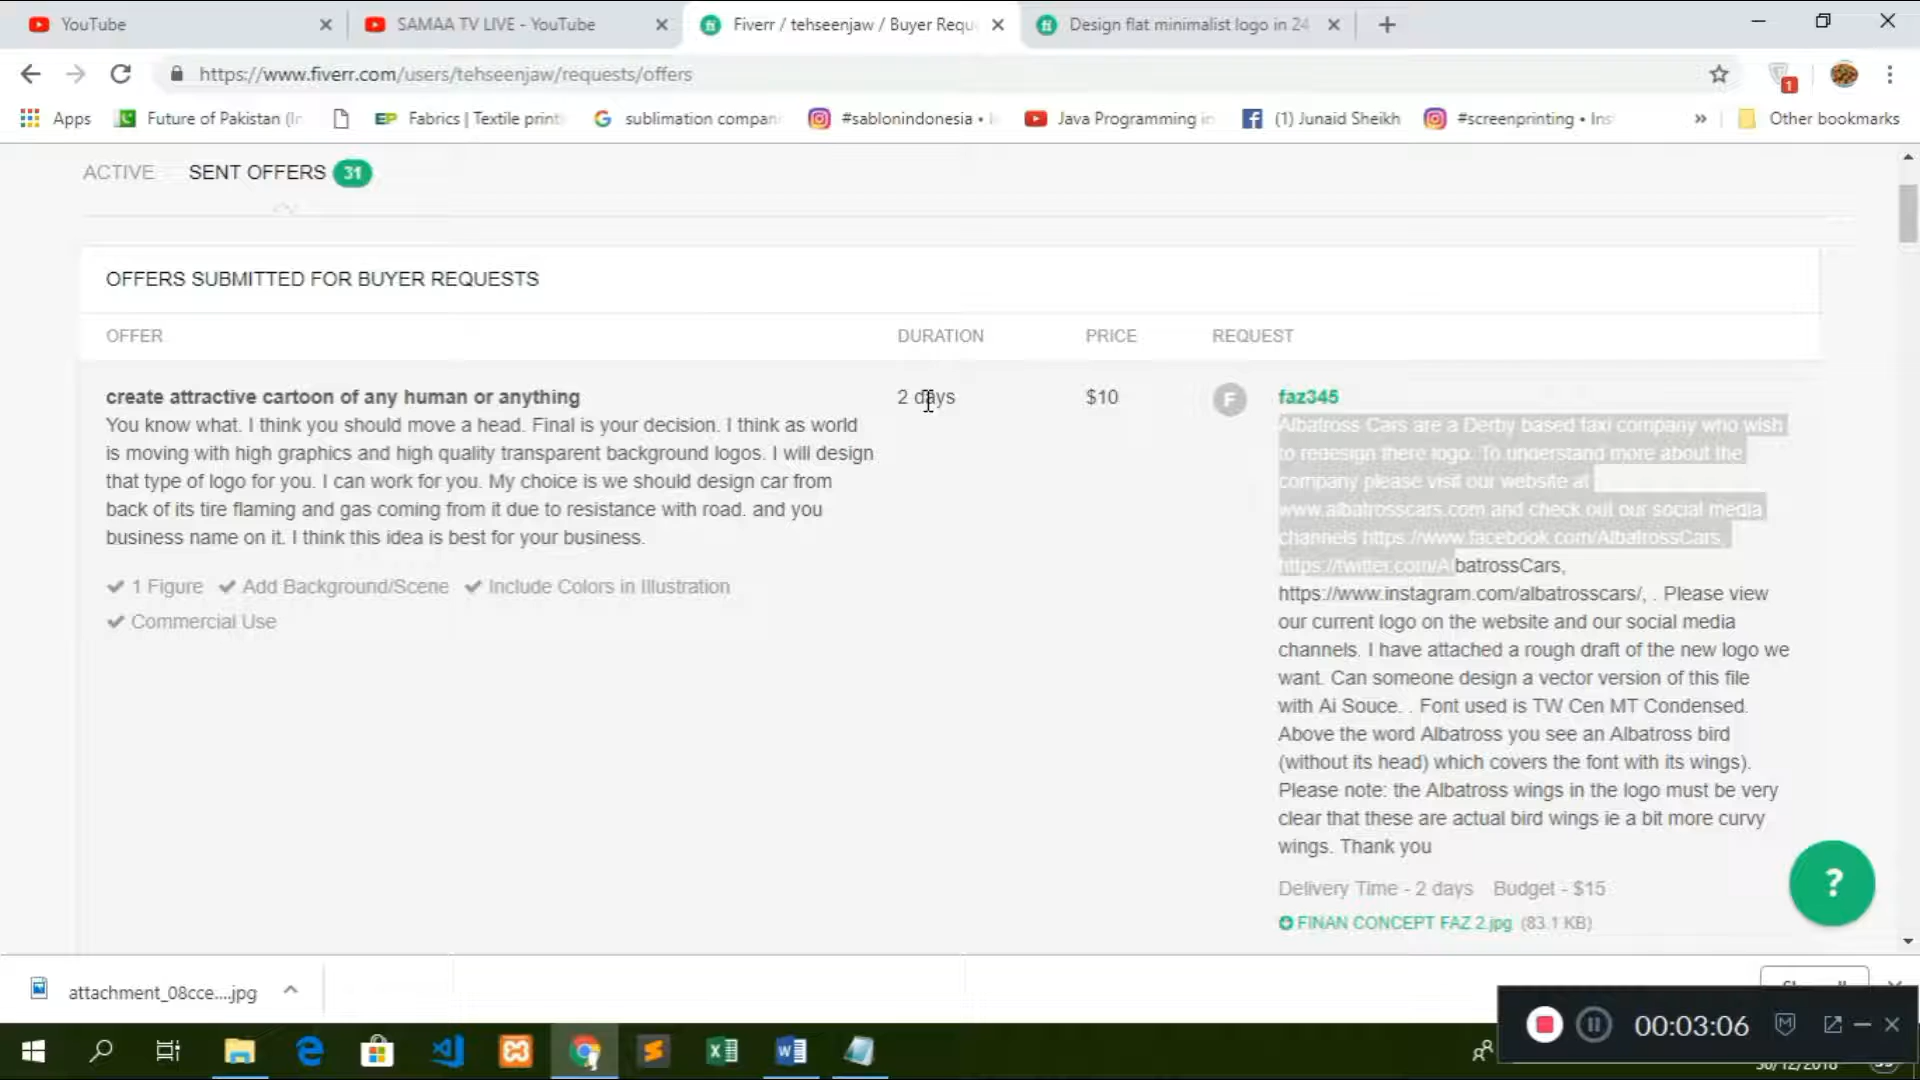 YouTube
SAMAA TV LIVE - YouTube
Fiverr / tehseenjaw / Buyer Requ
Design flat minimalist logo in 24
https://www.fiverr.com/users/tehseenjaw/requests/offers
1
Apps
Future of Pakistan (In
Fabrics | Textile print
sublimation compan
#sablonindonesia •
Java Programming in
(1) Junaid Sheikh
#screenprinting • Ins
»
Other bookmarks
ACTIVE
SENT OFFERS 31
OFFERS SUBMITTED FOR BUYER REQUESTS
OFFER
DURATION
PRICE
REQUEST
create attractive cartoon of any human or anything
You know what. I think you should move a head. Final is your decision. I think as world
is moving with high graphics and high quality transparent background logos. I will design
that type of logo for you. I can work for you. My choice is we should design car from
back of its tire flaming and gas coming from it due to resistance with road. and you
business name on it. I think this idea is best for your business.
1 Figure
Add Background/Scene
Include Colors in Illustration
Commercial Use
2 days
$10
F
faz345
Albatross Cars are a Derby based taxi company who wish
to redesign there logo. To understand more about the
company please visit our website at
www.albatrosscars.com and check out our social media
channels https://www.facebook.com/AlbatrossCars,
https://twitter.com/AlbatrossCars,
https://www.instagram.com/albatrosscars/, . Please view
our current logo on the website and our social media
channels. I have attached a rough draft of the new logo we
want. Can someone design a vector version of this file
with Ai Souce. . Font used is TW Cen MT Condensed.
Above the word Albatross you see an Albatross bird
(without its head) which covers the font with its wings).
Please note: the Albatross wings in the logo must be very
clear that these are actual bird wings ie a bit more curvy
wings. Thank you
Delivery Time - 2 days Budget - $15
FINAN CONCEPT FAZ 2.jpg (83.1 KB)
?
attachment_08cce....jpg
00:03:06
30/12/2018